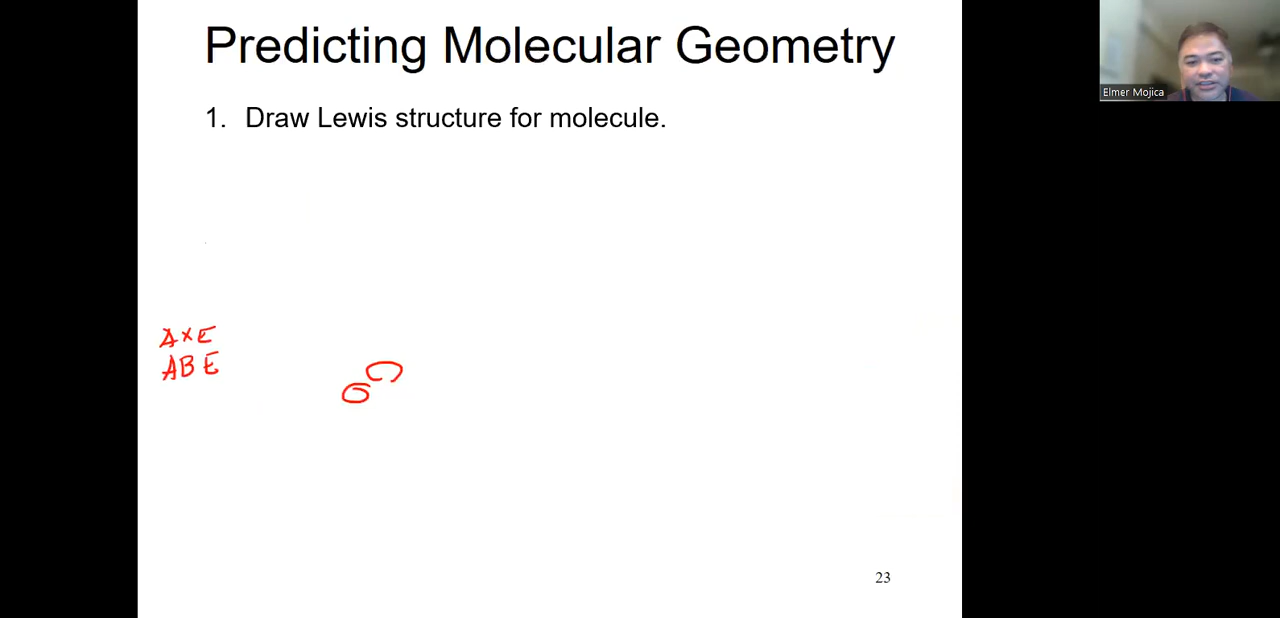 Predicting Molecular Geometry
Elmer Mojica
1. Draw Lewis structure for molecule.
AXE
ABE
23